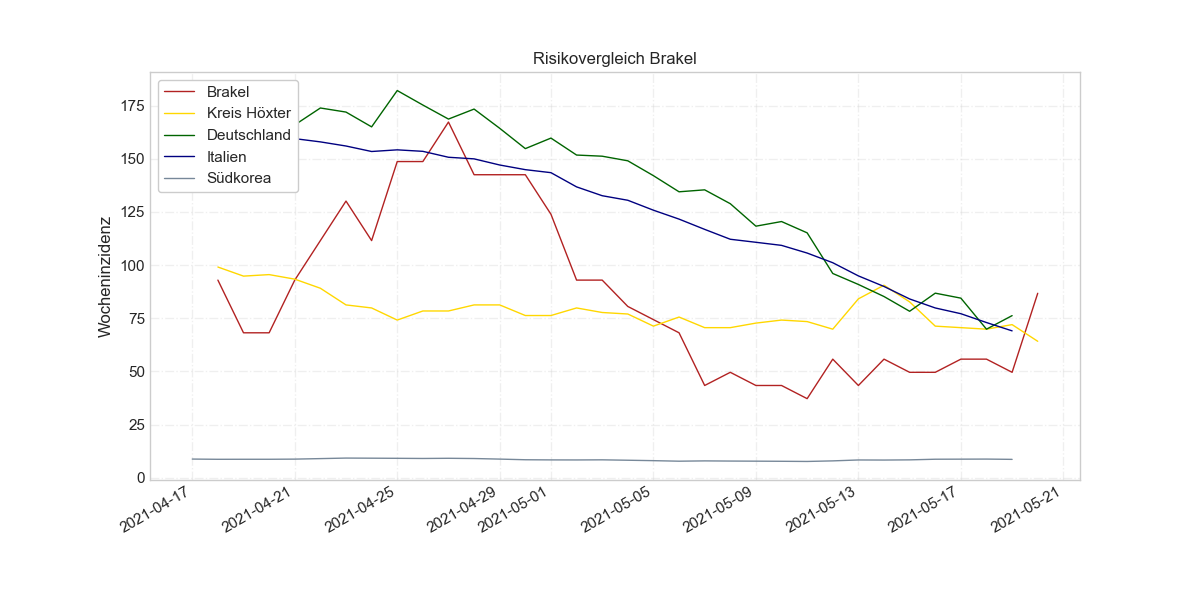 Risikovergleich Brakel
Brakel
Kreis Höxter
Deutschland
Italien
Südkorea
Wocheninzidenz
175
150
125
100
75
50
25
0
2021-04-17
2021-04-21
2021-04-25
2021-04-29
2021-05-01
2021-05-05
2021-05-09
2021-05-13
2021-05-17
2021-05-21